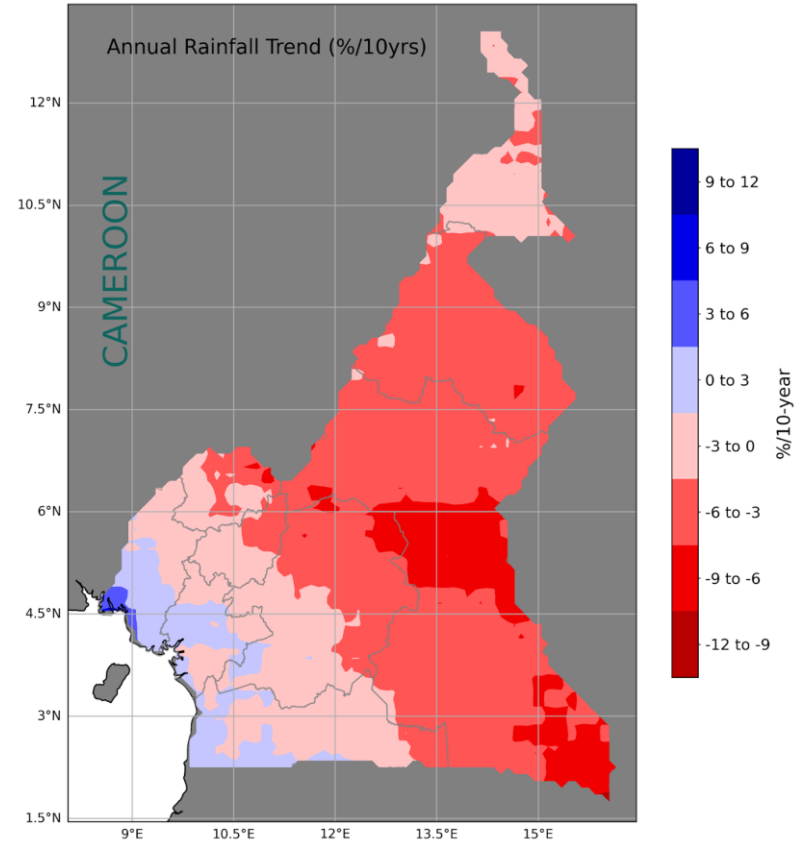 Annual Rainfall Trend (%/10yrs)
CAMEROON
12°N
10.5°N
9°N
7.5°N
6°N
4.5°N
3°N
1.5°N
9°E
10.5°E
12°E
13.5°E
15°E
9 to 12
6 to 9
3 to 6
0 to 3
-3 to 0
-6 to -3
-9 to -6
-12 to -9
%/10-year